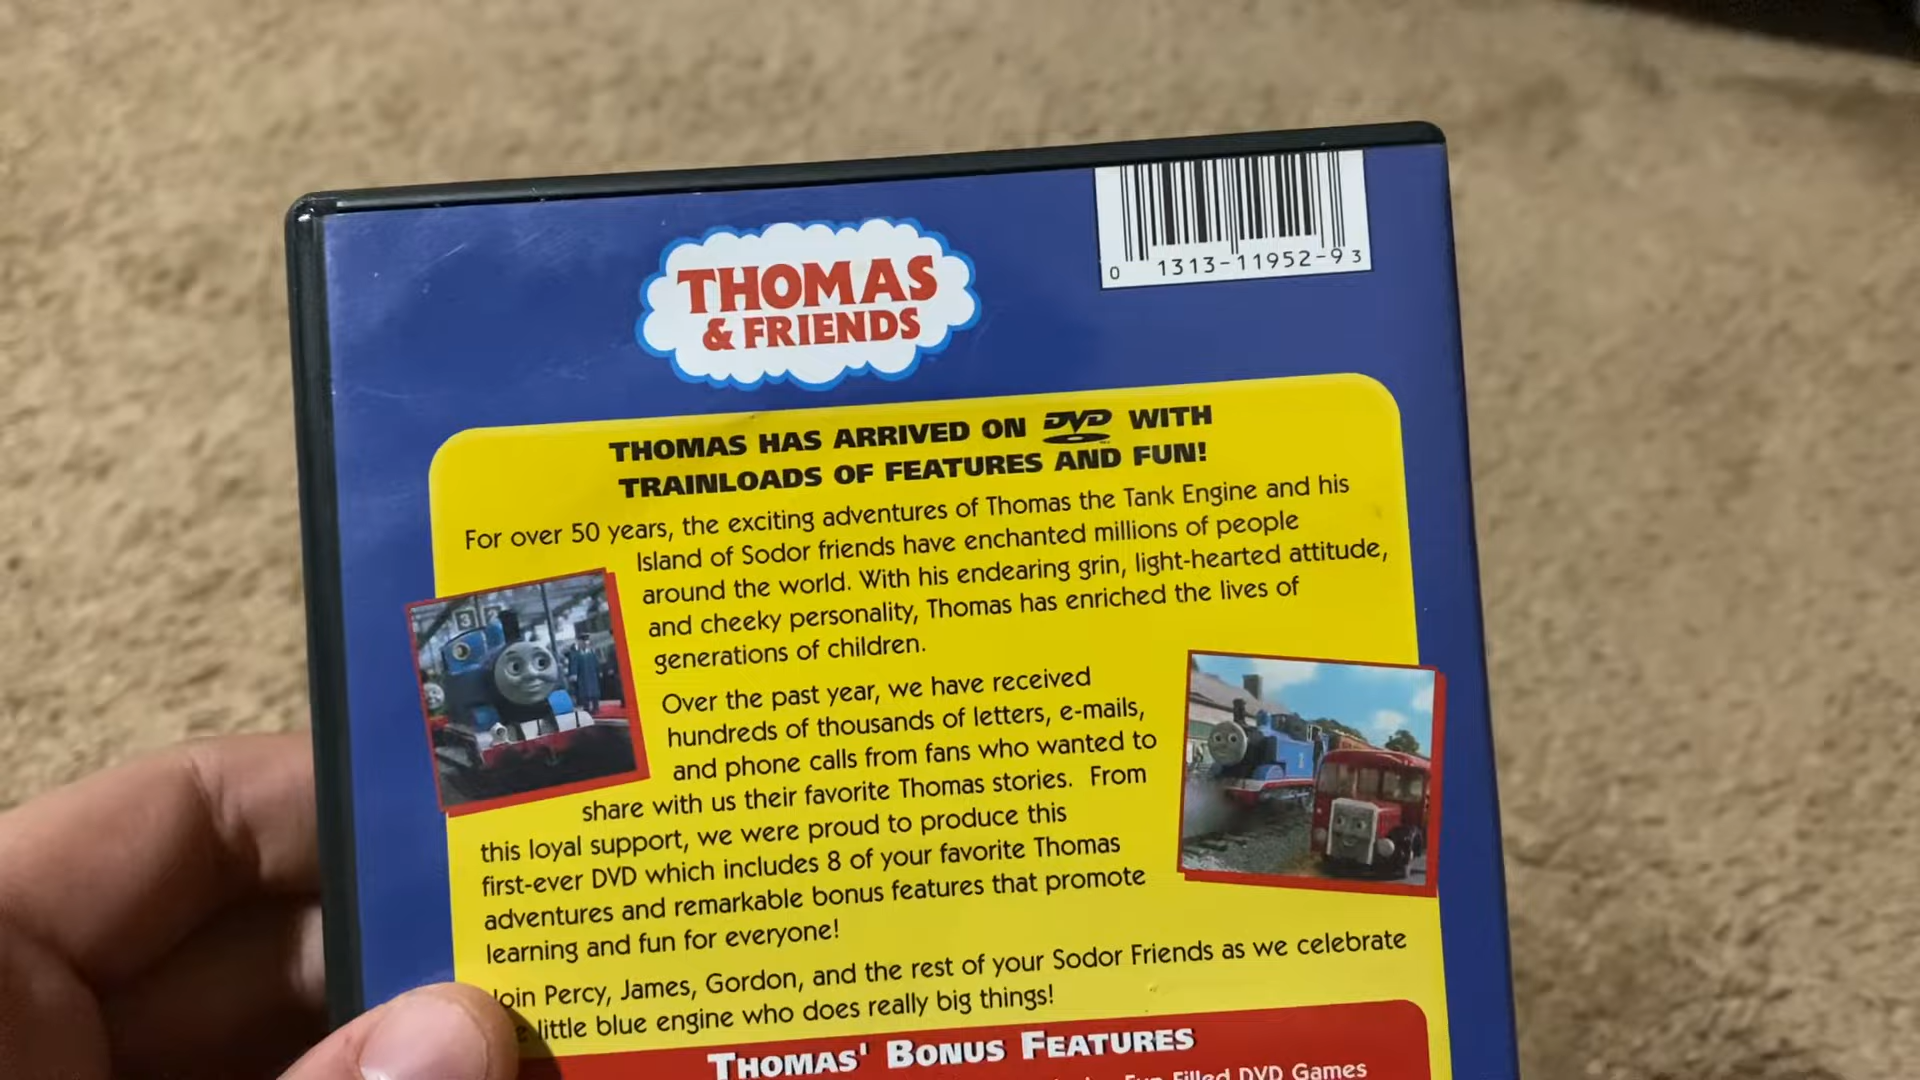 0 1313-11952-9 3
THOMAS
& FRIENDS
THOMAS HAS ARRIVED ON DVD WITH
TRAINLOADS OF FEATURES AND FUN!
For over 50 years, the exciting adventures of Thomas the Tank Engine and his
Island of Sodor friends have enchanted millions of people
around the world. With his endearing grin, light-hearted attitude,
and cheeky personality, Thomas has enriched the lives of
generations of children.
3
Over the past year, we have received
hundreds of thousands of letters, e-mails,
and phone calls from fans who wanted to
share with us their favorite Thomas stories. From
this loyal support, we were proud to produce this
first-ever DVD which includes 8 of your favorite Thomas
adventures and remarkable bonus features that promote
learning and fun for everyone!
Join Percy, James, Gordon, and the rest of your Sodor Friends as we celebrate
little blue engine who does really big things!
THOMAS' BONUS FEATURES
Fun Filled DVD Games